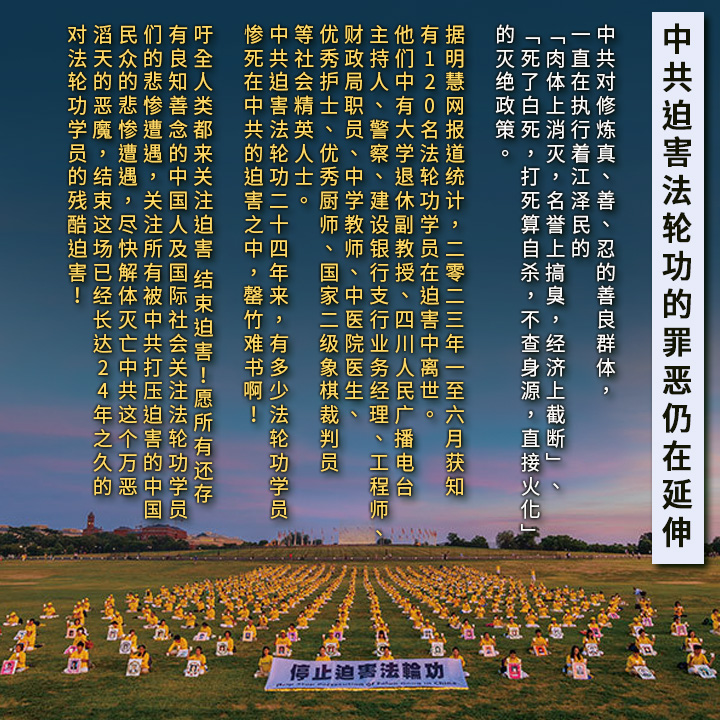 中共迫害法轮功的罪恶仍在延伸
中共对修炼真、善、忍的善良群体，
一直在执行着江泽民的
「肉体上消灭，名誉上搞臭，经济上截断」、
「死了白死，打死算自杀，不查身源，直接火化」
的灭绝政策。
据明慧网报道统计，二零二三年一至六月获知
有120名法轮功学员在迫害中离世。
他们中有大学退休副教授、四川人民广播电台
主持人、警察、建设银行支行业务经理、工程师、
财政局职员、中学教师、中医院医生、
优秀护士、优秀厨师、国家二级象棋裁判员
等社会精英人士。
中共迫害法轮功二十四年来，有多少法轮功学员
惨死在中共的迫害之中，罄竹难书啊！
吁全人类都来关注迫害 结束迫害！愿所有还存
有良知善念的中国人及国际社会关注法轮功学员
们的悲惨遭遇，关注所有被中共打压迫害的中国
民众的悲惨遭遇，尽快解体灭亡中共这个万恶
滔天的恶魔，结束这场已经长达24年之久的
对法轮功学员的残酷迫害！
停止迫害法輪功
Stop Persecution of Falun Gong in China